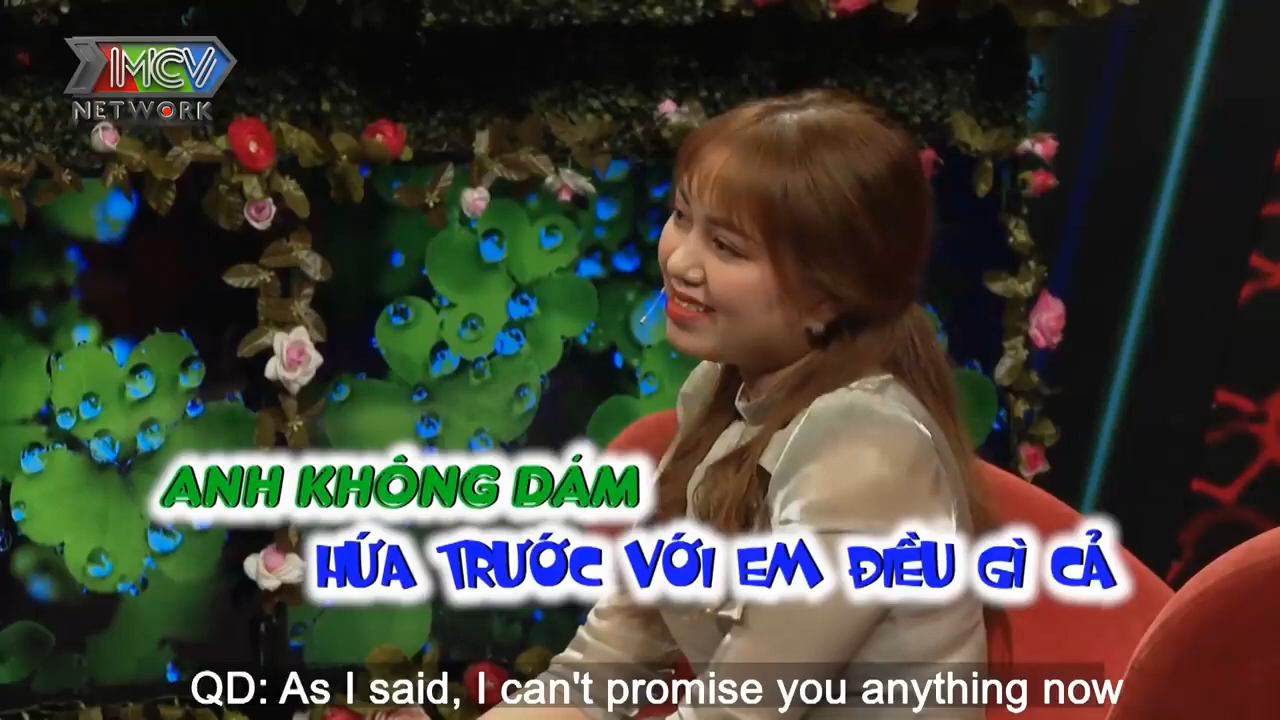 MCV
NETWORK
ANH KHÔNG DÁM
HỨA TRƯỚC VỚI EM ĐIỀU GÌ CẢ
QD: As I said, I can't promise you anything now